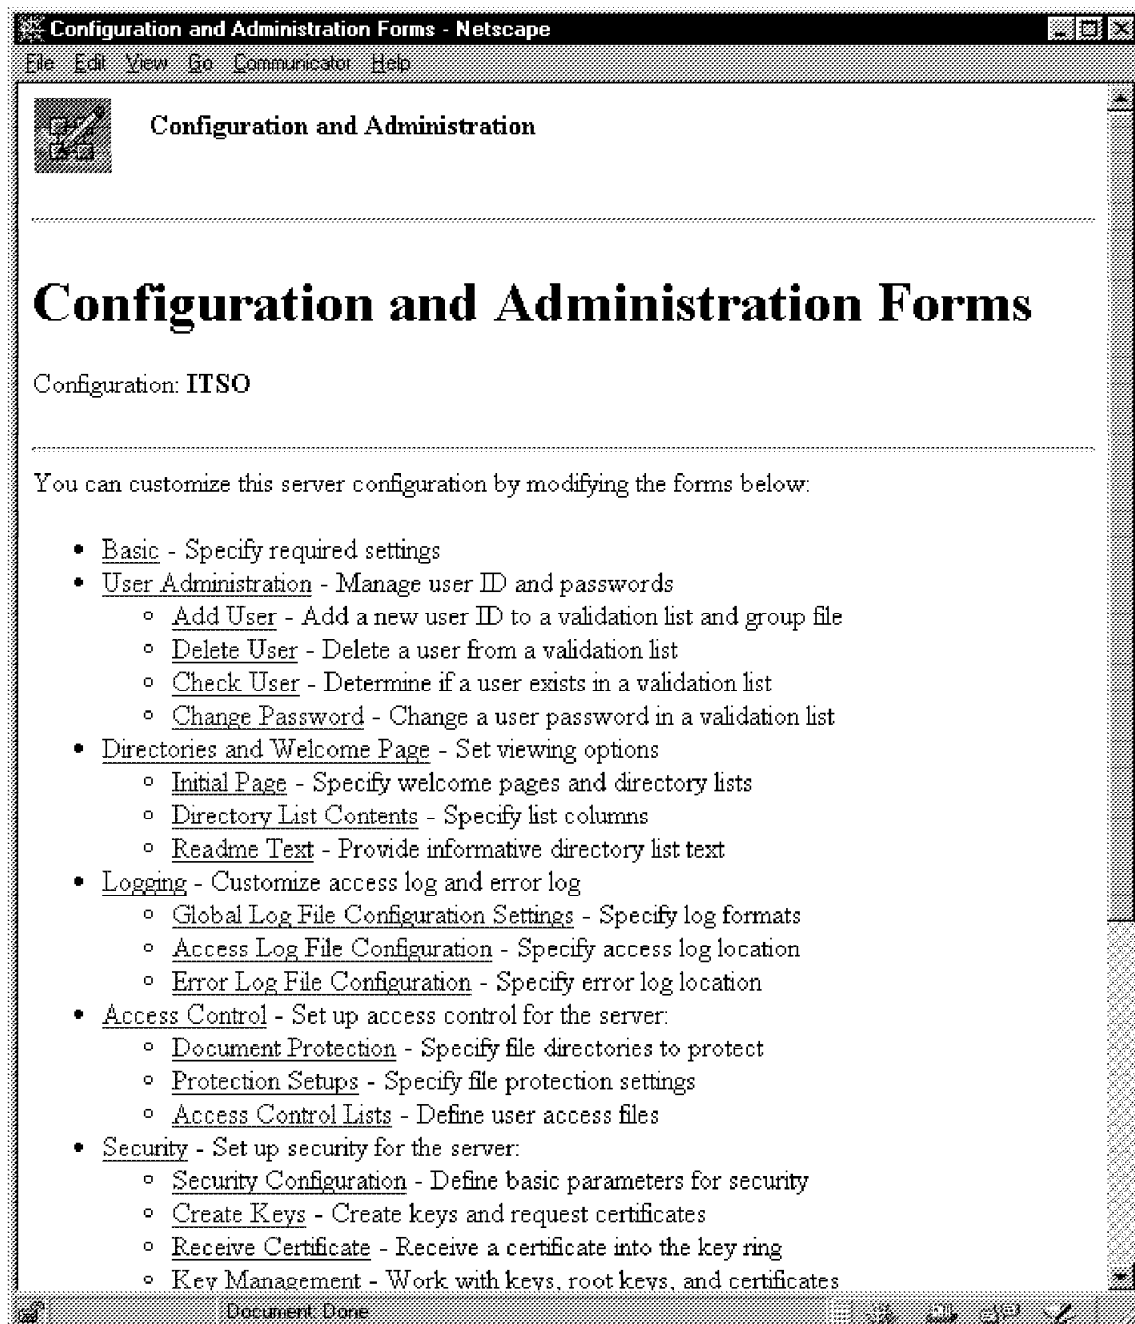 Configuration and Administration Forms - Netscape
File Edit View Go Communicator Help
Configuration and Administration
Configuration and Administration Forms
Configuration: ITSO
You can customize this server configuration by modifying the forms below:
• Basic - Specify required settings
• User Administration - Manage user ID and passwords
◦ Add User - Add a new user ID to a validation list and group file
◦ Delete User - Delete a user from a validation list
◦ Check User - Determine if a user exists in a validation list
◦ Change Password - Change a user password in a validation list
• Directories and Welcome Page - Set viewing options
◦ Initial Page - Specify welcome pages and directory lists
◦ Directory List Contents - Specify list columns
◦ Readme Text - Provide informative directory list text
• Logging - Customize access log and error log
◦ Global Log File Configuration Settings - Specify log formats
◦ Access Log File Configuration - Specify access log location
◦ Error Log File Configuration - Specify error log location
• Access Control - Set up access control for the server:
◦ Document Protection - Specify file directories to protect
◦ Protection Setups - Specify file protection settings
◦ Access Control Lists - Define user access files
• Security - Set up security for the server:
◦ Security Configuration - Define basic parameters for security
◦ Create Keys - Create keys and request certificates
◦ Receive Certificate - Receive a certificate into the key ring
◦ Key Management - Work with keys, root keys, and certificates
Document: Done